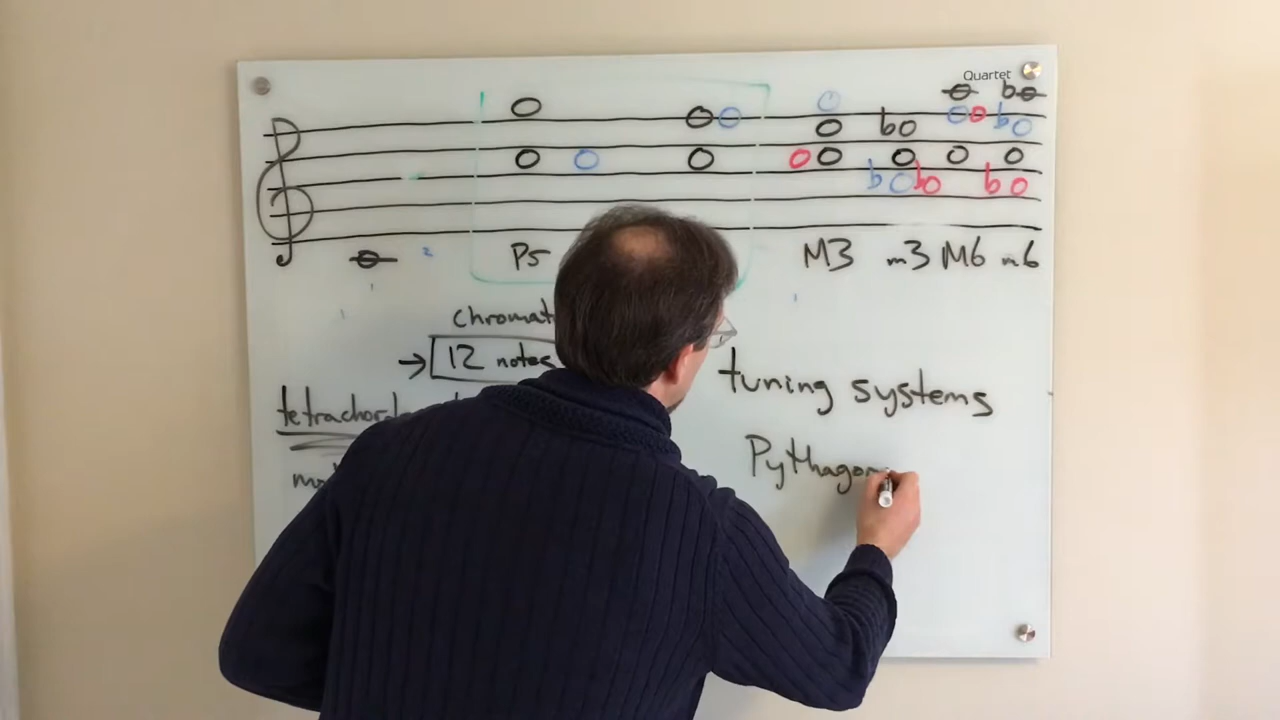 Quartet
P5 M3 m3 M6 m6
chromat
→ 12 notes
tuning systems
tetrachord
Pythagor